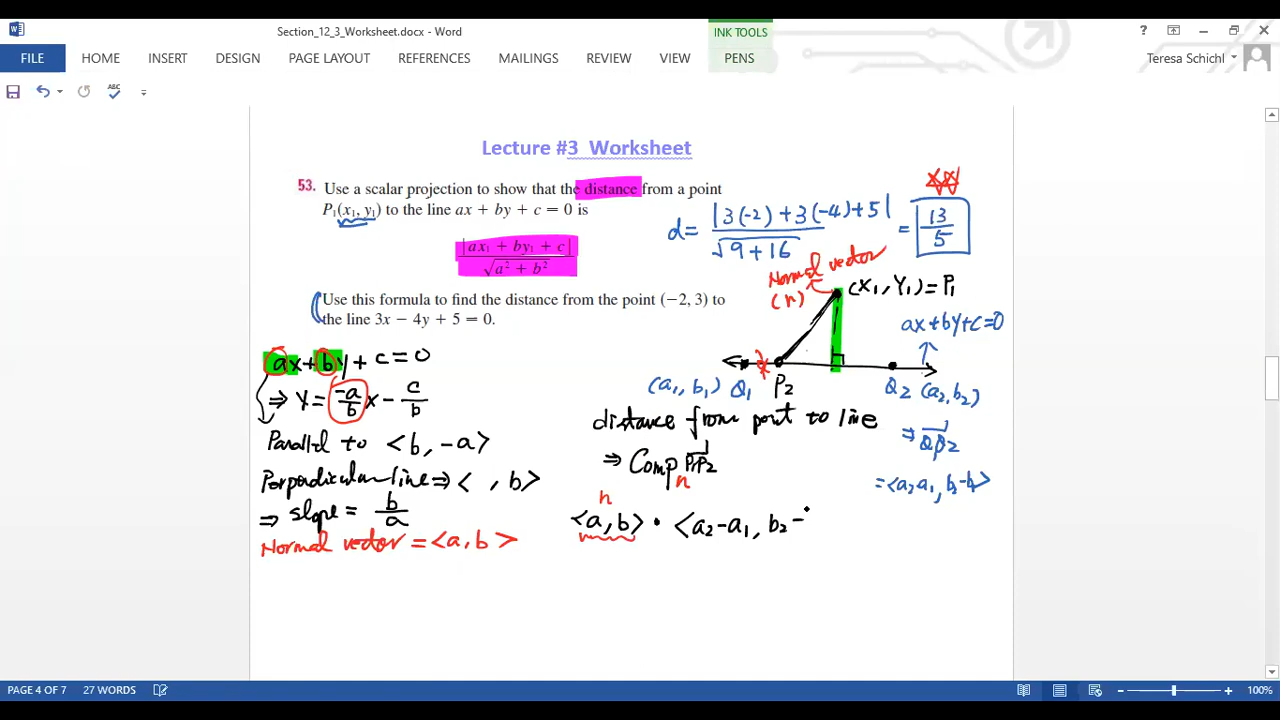 Section_12_3_Worksheet.docx - Word
INK TOOLS
FILE HOME INSERT DESIGN PAGE LAYOUT REFERENCES MAILINGS REVIEW VIEW PENS
Teresa Schichl
ABC
Lecture #3 Worksheet
53. Use a scalar projection to show that the distance from a point
P₁(x₁, y₁) to the line ax + by + c = 0 is
|ax₁ + by₁ + c|
√a² + b²
Use this formula to find the distance from the point (−2, 3) to
the line 3x − 4y + 5 = 0.
d = |3(-2) + 3(-4) + 5| / √9+16 = 13/5
Normal vector
(n)
(x₁, y₁) = P₁
ax+by+c=0
(a₁, b₁) Q₁ P₂ Q₂ (a₂, b₂)
ax+by+c=0
⇒ y = -a/b x - c/b
Parallel to <b, -a>
Perpendicular line ⇒ < , b>
⇒ slope = b/a
Normal vector = <a, b>
distance from point to line
⇒ Comp P₁P₂
n
n
<a, b> • <a₂-a₁, b₂-
PAGE 4 OF 7 27 WORDS
100%